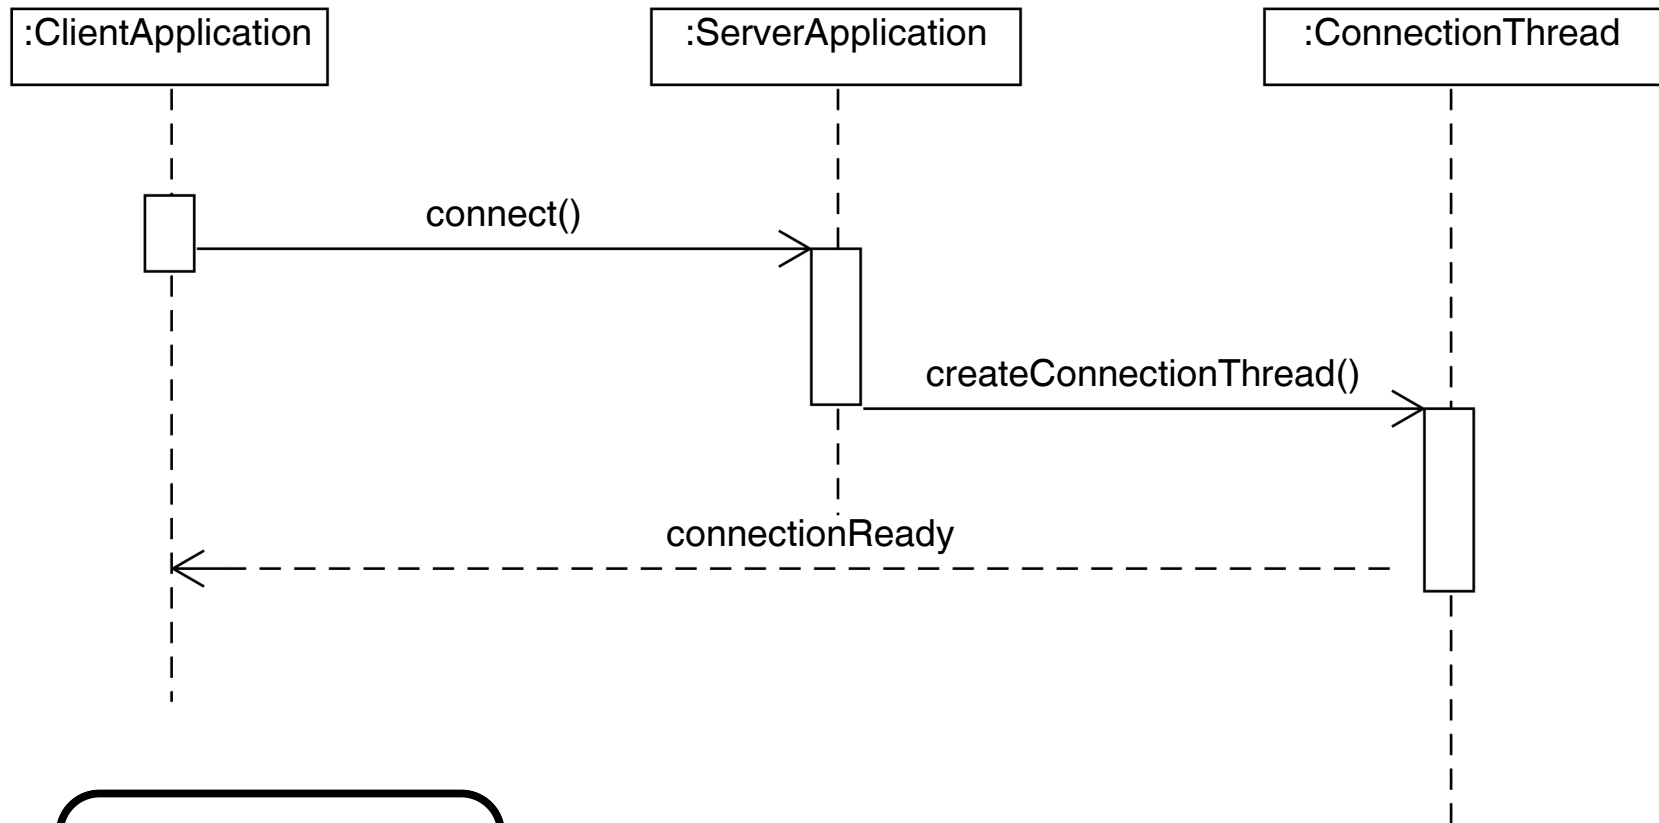 :ClientApplication
:ServerApplication
:ConnectionThread
connect()
createConnectionThread()
connectionReady